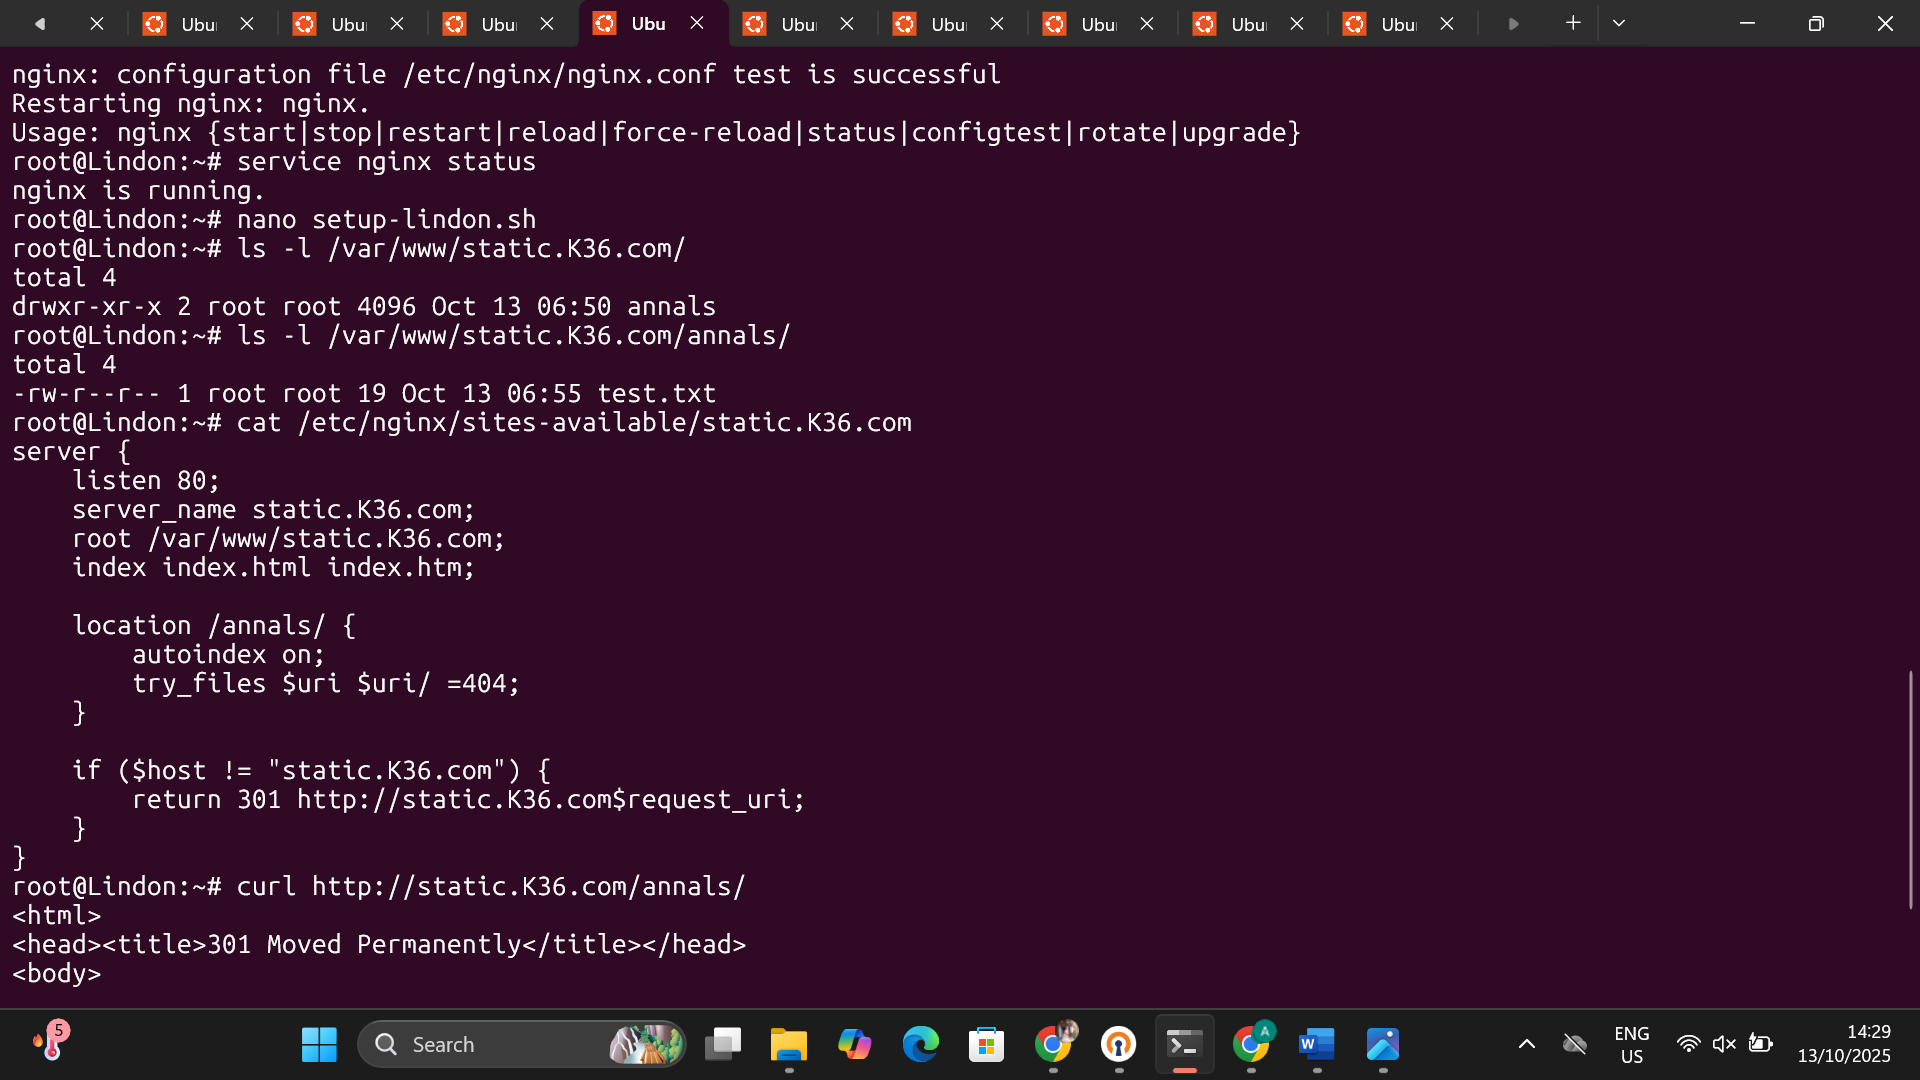 Ubu
Ubu
Ubu
Ubu
Ubu
Ubu
Ubu
Ubu
Ubu
nginx: configuration file /etc/nginx/nginx.conf test is successful
Restarting nginx: nginx.
Usage: nginx {start|stop|restart|reload|force-reload|status|configtest|rotate|upgrade}
root@Lindon:~# service nginx status
nginx is running.
root@Lindon:~# nano setup-lindon.sh
root@Lindon:~# ls -l /var/www/static.K36.com/
total 4
drwxr-xr-x 2 root root 4096 Oct 13 06:50 annals
root@Lindon:~# ls -l /var/www/static.K36.com/annals/
total 4
-rw-r--r-- 1 root root 19 Oct 13 06:55 test.txt
root@Lindon:~# cat /etc/nginx/sites-available/static.K36.com
server {
    listen 80;
    server_name static.K36.com;
    root /var/www/static.K36.com;
    index index.html index.htm;

    location /annals/ {
        autoindex on;
        try_files $uri $uri/ =404;
    }

    if ($host != "static.K36.com") {
        return 301 http://static.K36.com$request_uri;
    }
}
root@Lindon:~# curl http://static.K36.com/annals/
<html>
<head><title>301 Moved Permanently</title></head>
<body>
5
Search
W
A
ENG
US
14:29
13/10/2025